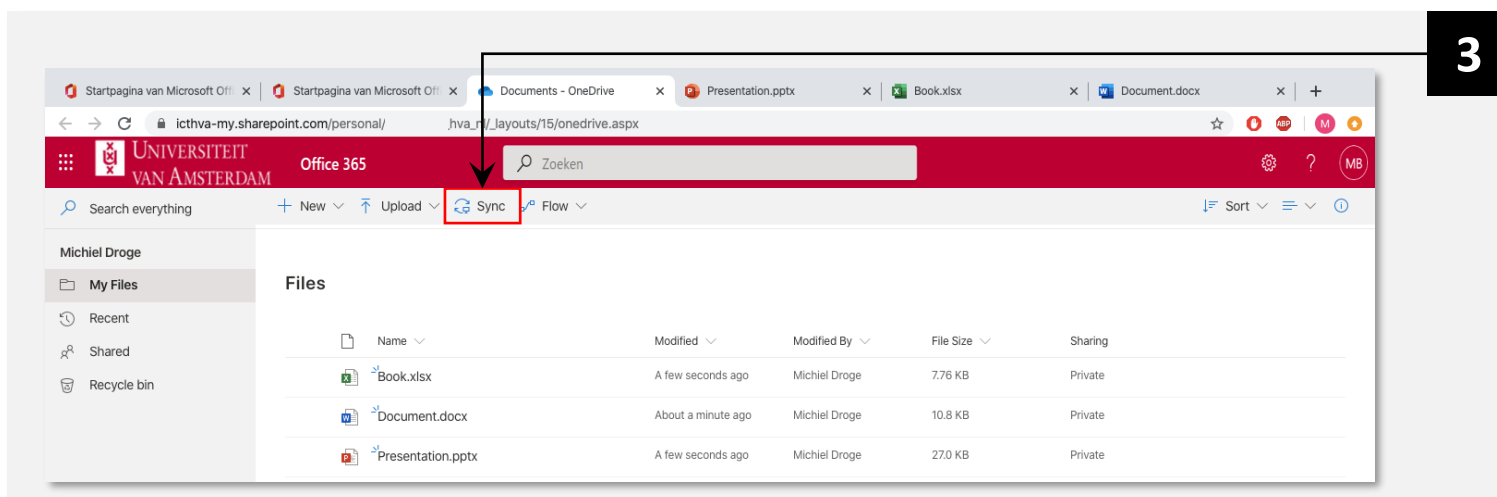 3
Startpagina van Microsoft Offi × Startpagina van Microsoft Offi × Documents - OneDrive × Presentation.pptx × Book.xlsx × Document.docx × +
icthva-my.sharepoint.com/personal/ hva_nl/_layouts/15/onedrive.aspx ABP M
UNIVERSITEIT
VAN AMSTERDAM
Office 365 Zoeken ? MB
Search everything + New Upload Sync Flow Sort
Michiel Droge
My Files
Recent
Shared
Recycle bin
Files
Name Modified Modified By File Size Sharing
Book.xlsx A few seconds ago Michiel Droge 7.76 KB Private
Document.docx About a minute ago Michiel Droge 10.8 KB Private
Presentation.pptx A few seconds ago Michiel Droge 27.0 KB Private